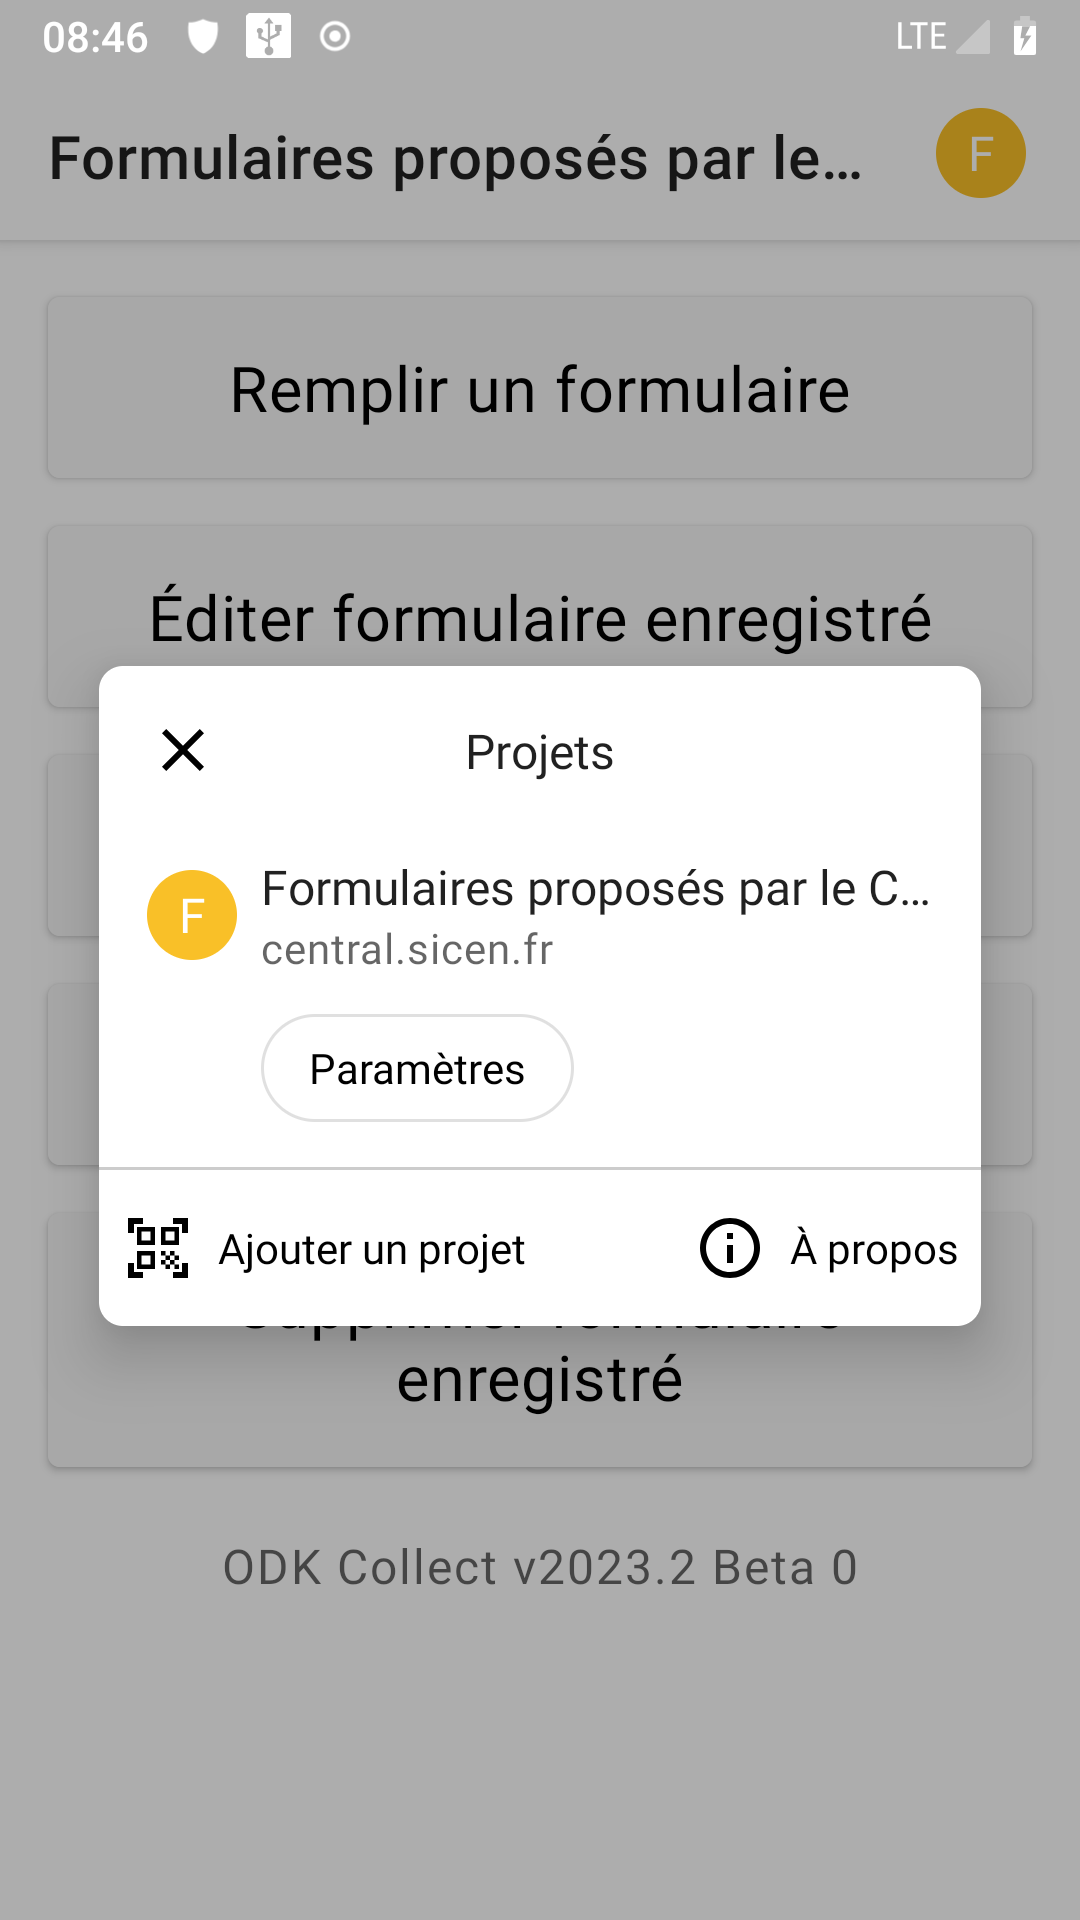 08:46
LTE
Formulaires proposés par le...
F
Remplir un formulaire
Éditer formulaire enregistré
Projets
F
Formulaires proposés par le C...
central.sicen.fr
Paramètres
Ajouter un projet
À propos
enregistré
ODK Collect v2023.2 Beta 0